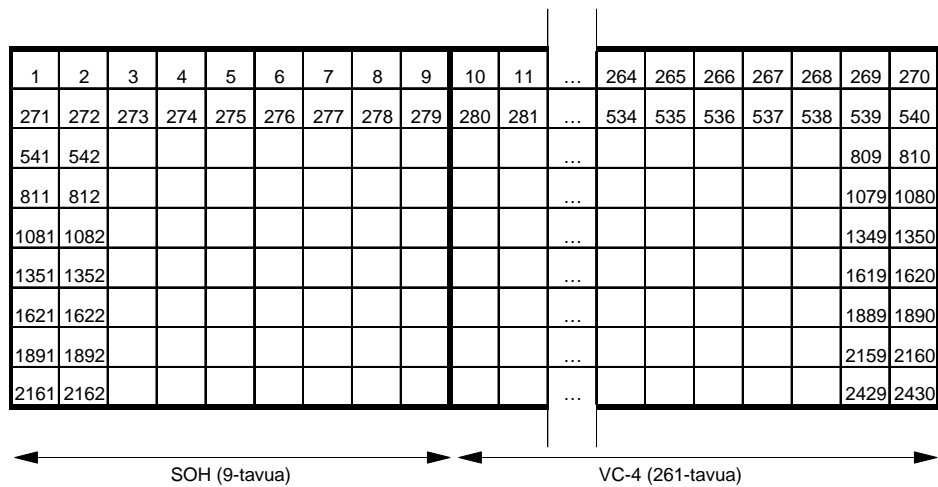 1 2 3 4 5 6 7 8 9 10 11 … 264 265 266 267 268 269 270
271 272 273 274 275 276 277 278 279 280 281 … 534 535 536 537 538 539 540
541 542 … 809 810
811 812 … 1079 1080
1081 1082 … 1349 1350
1351 1352 … 1619 1620
1621 1622 … 1889 1890
1891 1892 … 2159 2160
2161 2162 … 2429 2430
SOH (9-tavua) VC-4 (261-tavua)